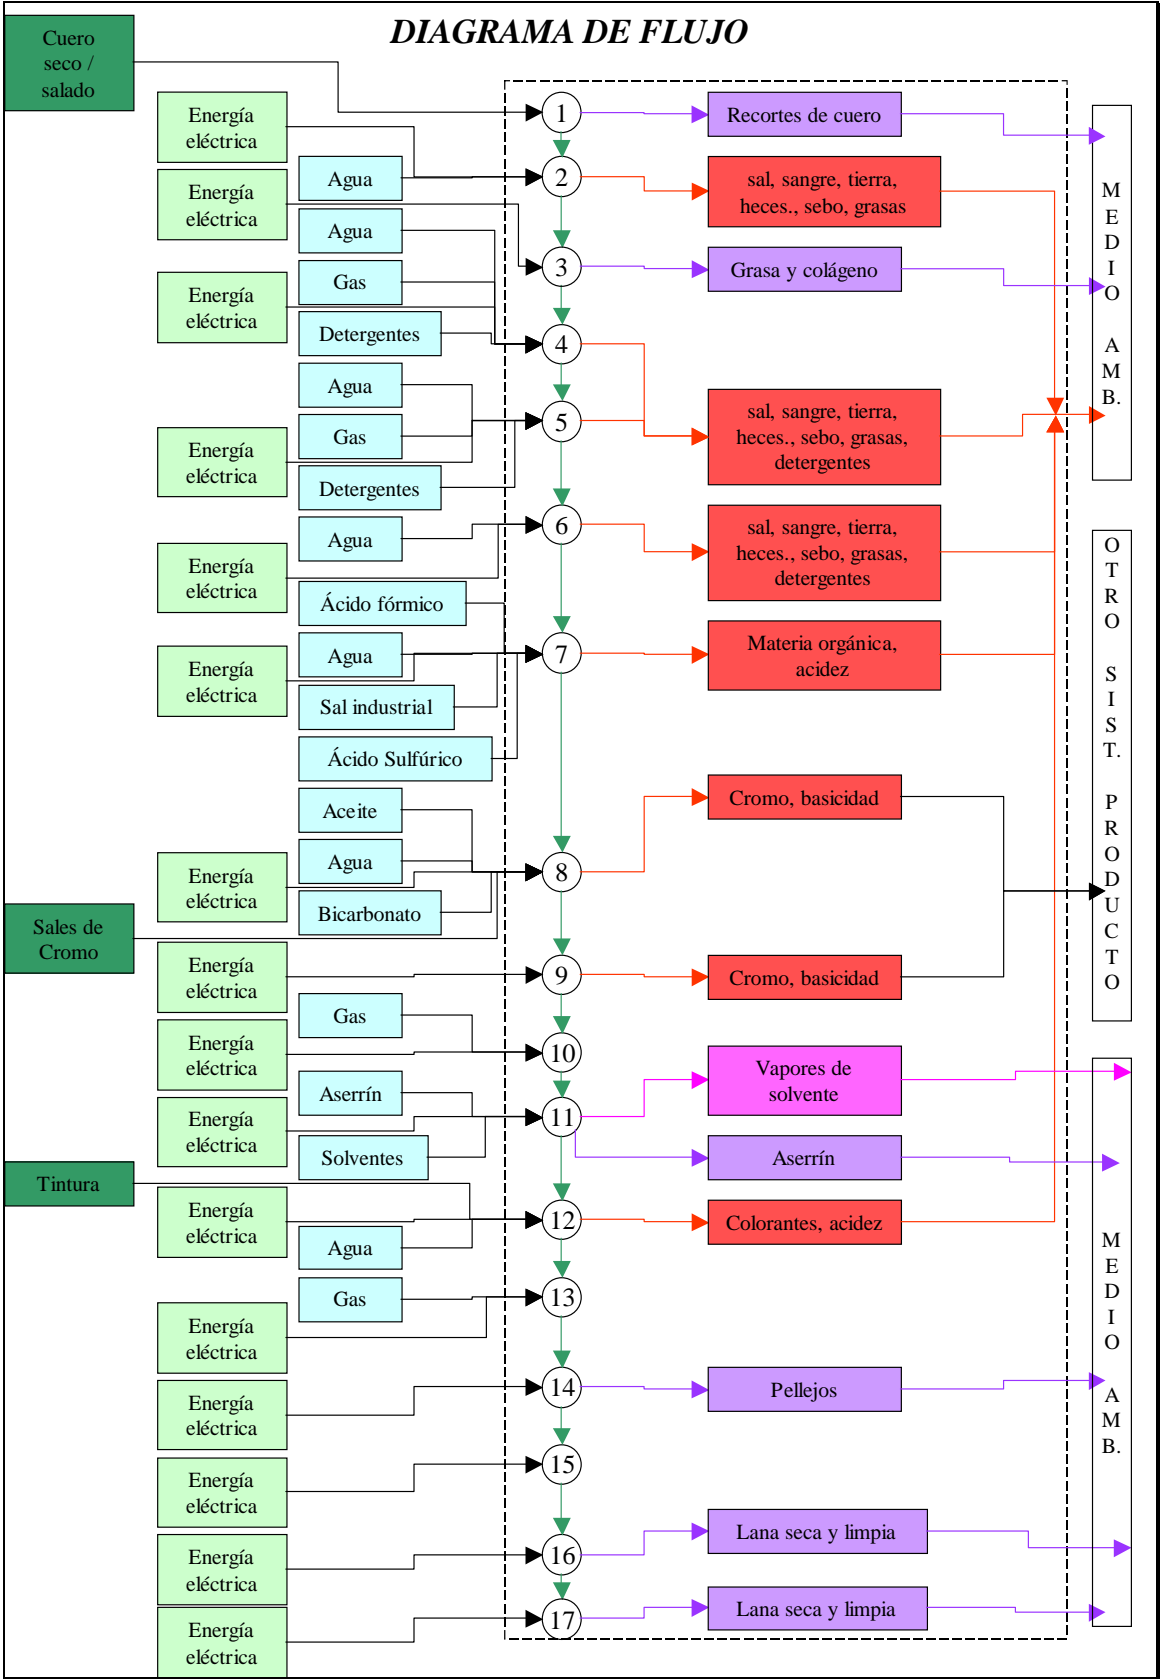 DIAGRAMA DE FLUJO
Cuero
seco /
salado
Energía
eléctrica
1
Recortes de cuero
Agua
2
sal, sangre, tierra,
heces., sebo, grasas
Energía
eléctrica
Agua
3
Grasa y colágeno
Gas
Energía
eléctrica
Detergentes
4
Agua
5
sal, sangre, tierra,
heces., sebo, grasas,
detergentes
Gas
Energía
eléctrica
Detergentes
M
E
D
I
O
A
M
B.
Agua
6
sal, sangre, tierra,
heces., sebo, grasas,
detergentes
Energía
eléctrica
Ácido fórmico
Agua
7
Materia orgánica,
acidez
Energía
eléctrica
Sal industrial
Ácido Sulfúrico
Aceite
Cromo, basicidad
Agua
8
Energía
eléctrica
Bicarbonato
Sales de
Cromo
Energía
eléctrica
9
Cromo, basicidad
O
T
R
O
S
I
S
T.
P
R
O
D
U
C
T
O
Gas
Energía
eléctrica
10
Vapores de
solvente
Aserrín
11
Energía
eléctrica
Solventes
Aserrín
Tintura
Energía
eléctrica
12
Colorantes, acidez
Agua
Gas
13
Energía
eléctrica
14
Pellejos
Energía
eléctrica
15
Energía
eléctrica
16
Lana seca y limpia
Energía
eléctrica
17
Lana seca y limpia
Energía
eléctrica
M
E
D
I
O
A
M
B.